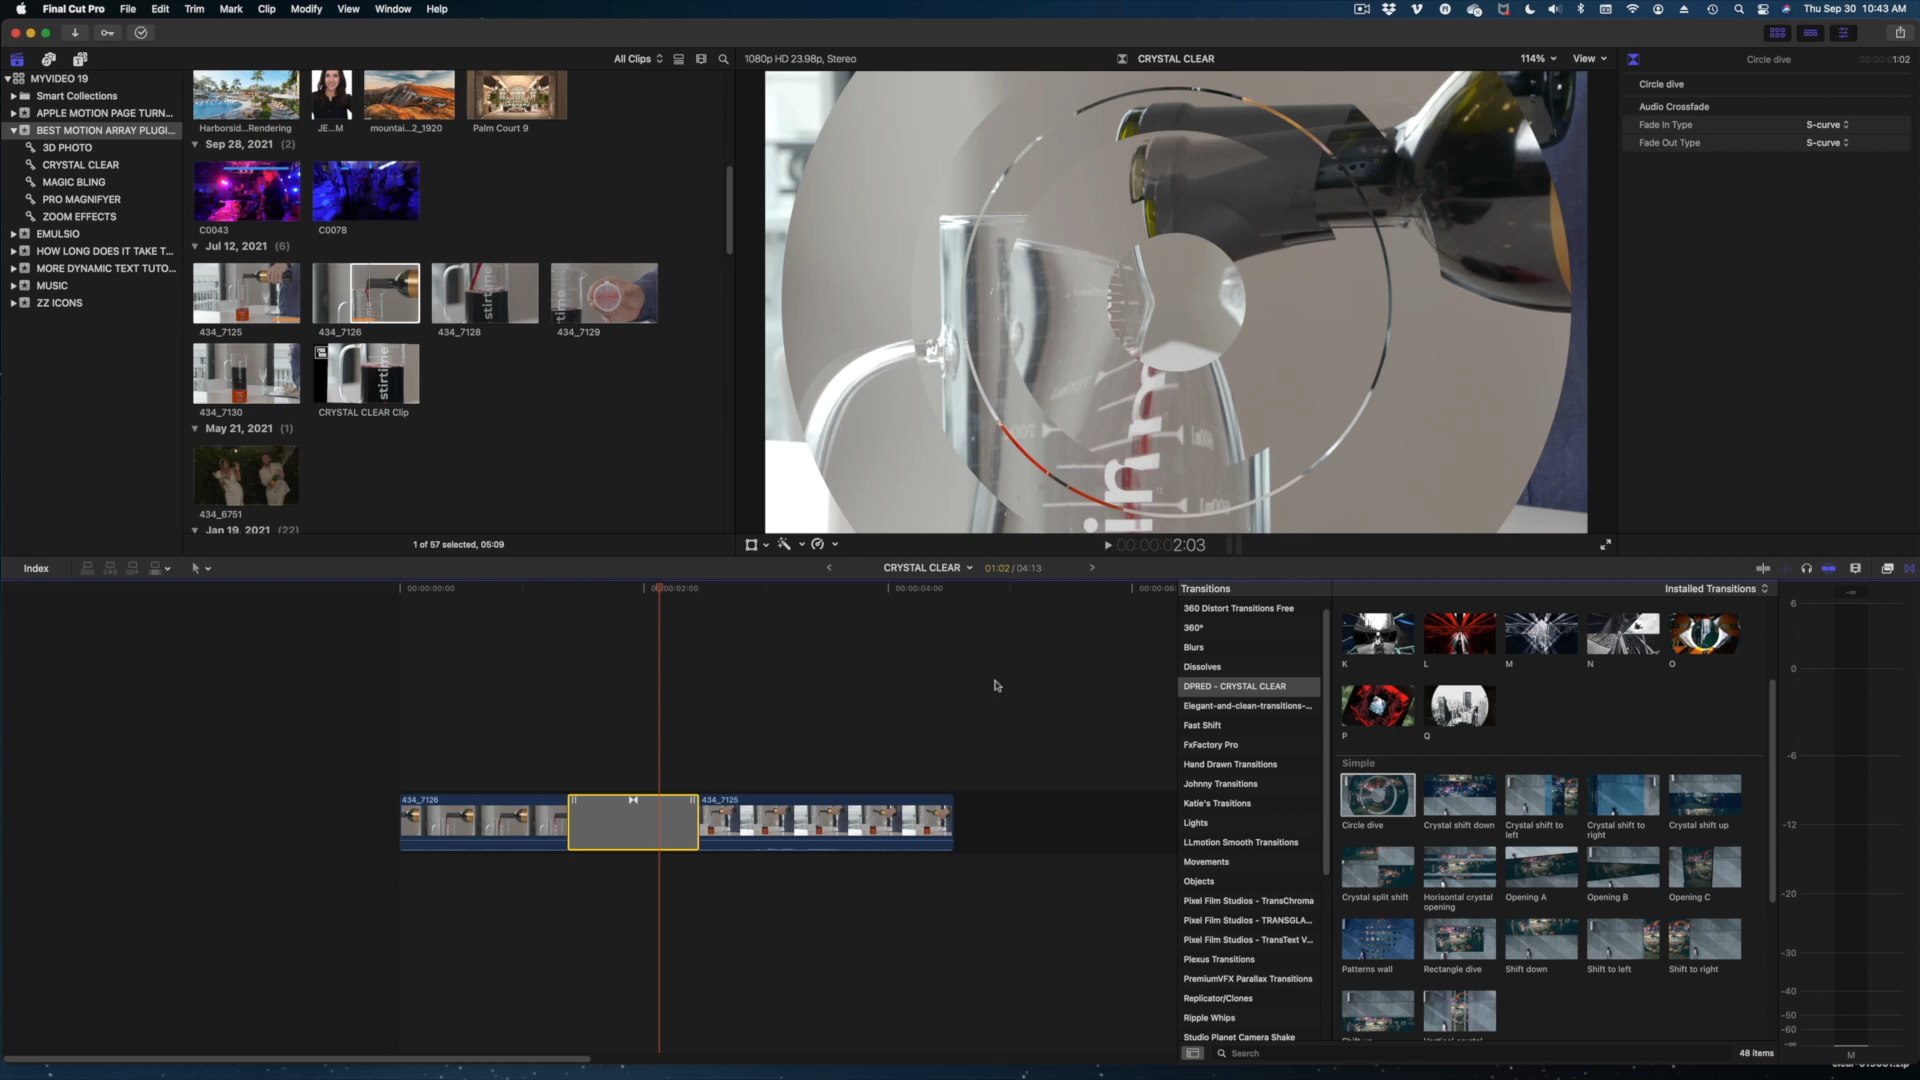 Final Cut Pro File Edit Trim Mark Clip Modify View Window Help
Thu Sep 30 10:43 AM
MYVIDEO 19
Smart Collections
APPLE MOTION PAGE TURN...
BEST MOTION ARRAY PLUGI...
3D PHOTO
CRYSTAL CLEAR
MAGIC BLING
PRO MAGNIFYER
ZOOM EFFECTS
EMULSIO
HOW LONG DOES IT TAKE T...
MORE DYNAMIC TEXT TUTO...
MUSIC
ZZ ICONS
All Clips
Harborsid...Rendering JE...M mountai...2_1920 Palm Court 9
Sep 28, 2021 (2)
C0043 C0078
Jul 12, 2021 (6)
stirtime
434_7125 434_7126 434_7128 434_7129
stirtime
434_7130 CRYSTAL CLEAR Clip
May 21, 2021 (1)
434_6751
Jan 19, 2021 (22)
1 of 57 selected, 05:09
1080p HD 23.98p, Stereo
CRYSTAL CLEAR
114% View
00:00:00 2:03
Circle dive
1:02
Circle dive
Audio Crossfade
Fade In Type S-curve
Fade Out Type S-curve
Index
CRYSTAL CLEAR 01:02 / 04:13
00:00:00:00 00:00:02:00 00:00:04:00 00:00:06:
434_7126 434_7125
Transitions
Installed Transitions
360 Distort Transitions Free
360°
Blurs
Dissolves
DPRED - CRYSTAL CLEAR
Elegant-and-clean-transitions-...
Fast Shift
FxFactory Pro
Hand Drawn Transitions
Johnny Transitions
Katie's Trasitions
Lights
LLmotion Smooth Transitions
Movements
Objects
Pixel Film Studios - TransChroma
Pixel Film Studios - TRANSGLA...
Pixel Film Studios - TransText V...
Plexus Transitions
PremiumVFX Parallax Transitions
Replicator/Clones
Ripple Whips
Studio Planet Camera Shake
K L M N O
P Q
Simple
Circle dive Crystal shift down Crystal shift to left Crystal shift to right Crystal shift up
Crystal split shift Horisontal crystal opening Opening A Opening B Opening C
Patterns wall Rectangle dive Shift down Shift to left Shift to right
Search
48 items
6
0
-6
-12
-20
-30
-40
-50
-60
-∞
M